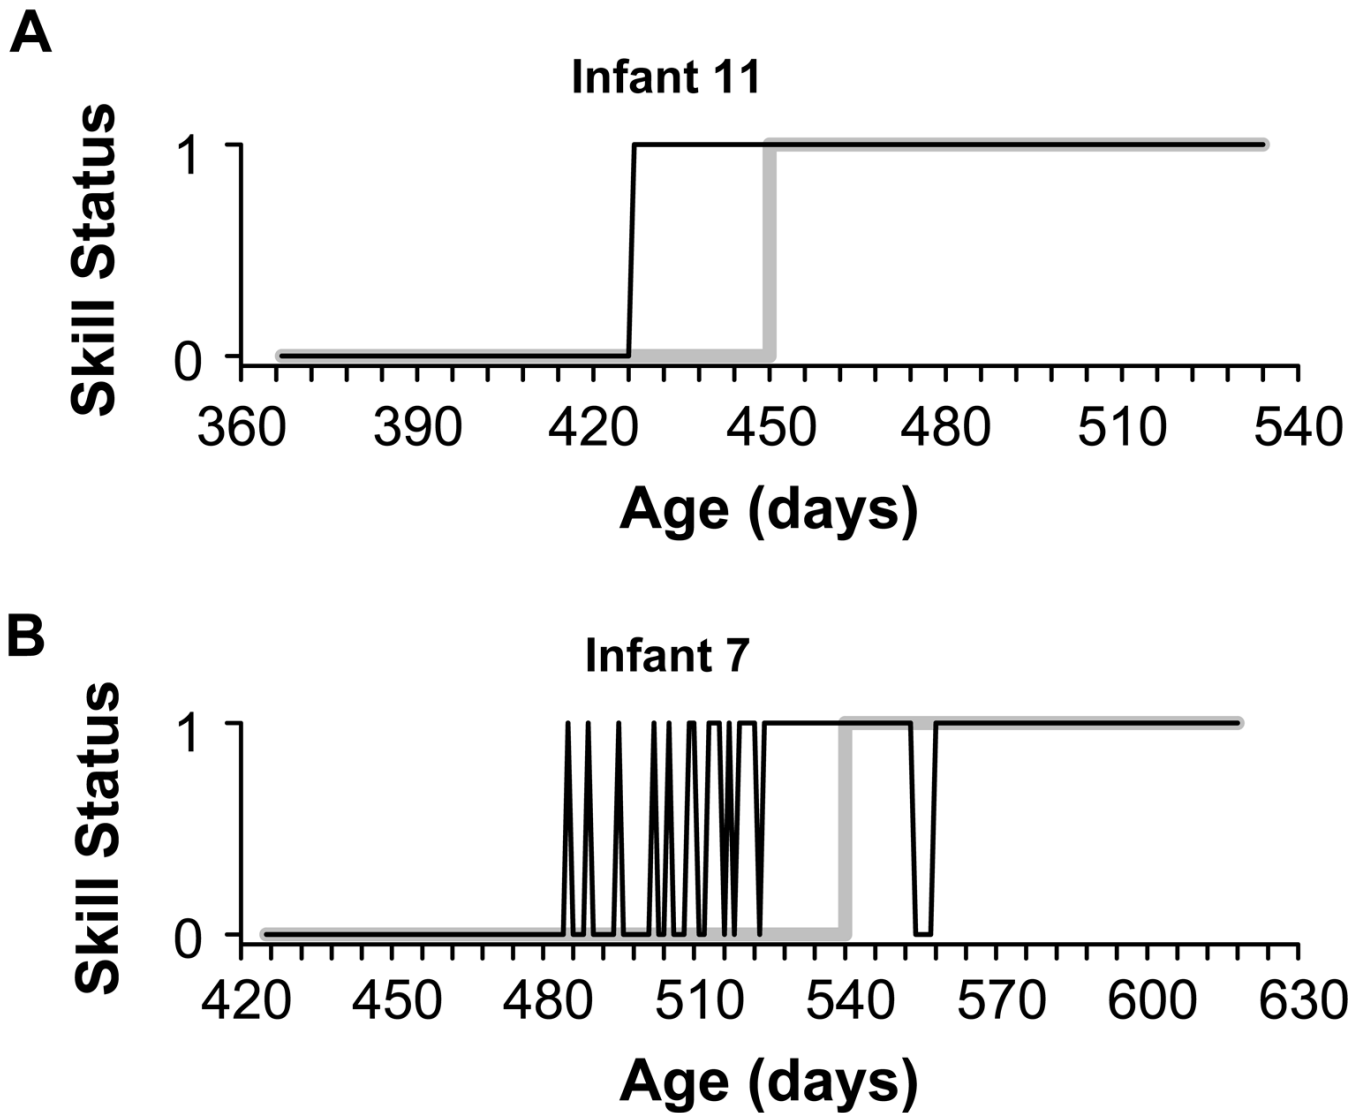 A
Infant 11
Skill Status
1
0
360 390 420 450 480 510 540
Age (days)
B
Infant 7
Skill Status
1
0
420 450 480 510 540 570 600 630
Age (days)